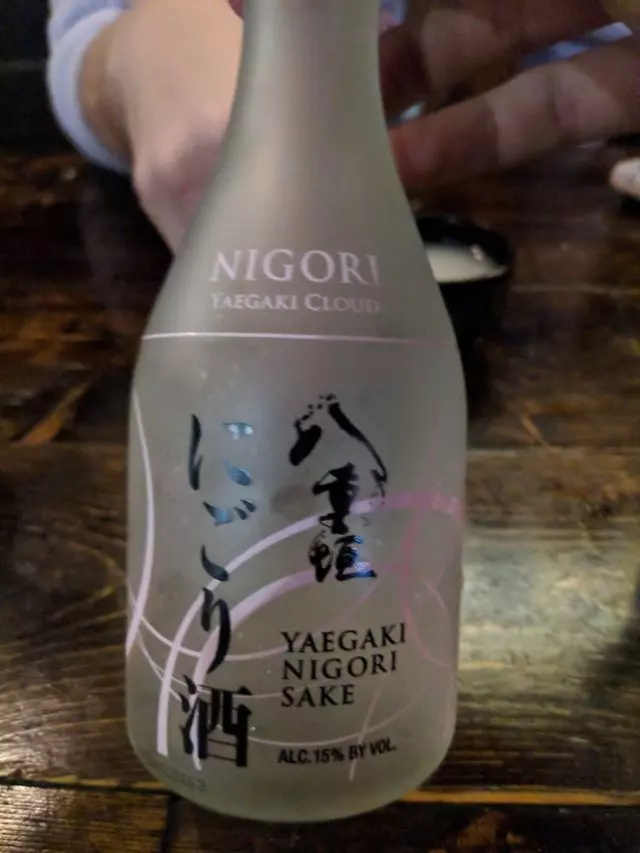 NIGORI
YAEGAKI CLOUD
八重垣
にごり酒
YAEGAKI
NIGORI
SAKE
ALC. 15% BY VOL.